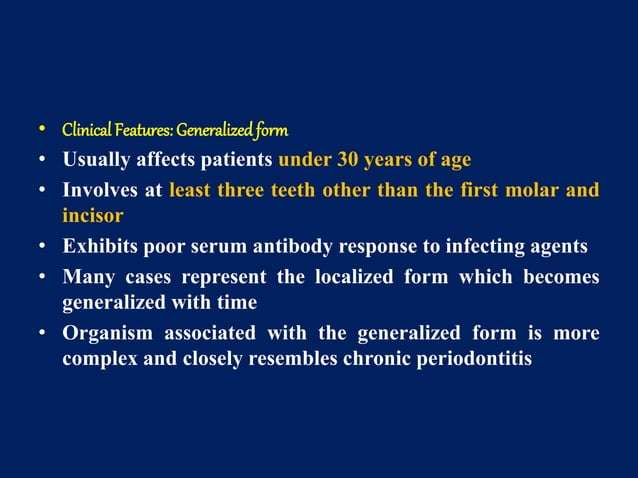 • Clinical Features: Generalized form
• Usually affects patients under 30 years of age
• Involves at least three teeth other than the first molar and
incisor
• Exhibits poor serum antibody response to infecting agents
• Many cases represent the localized form which becomes
generalized with time
• Organism associated with the generalized form is more
complex and closely resembles chronic periodontitis